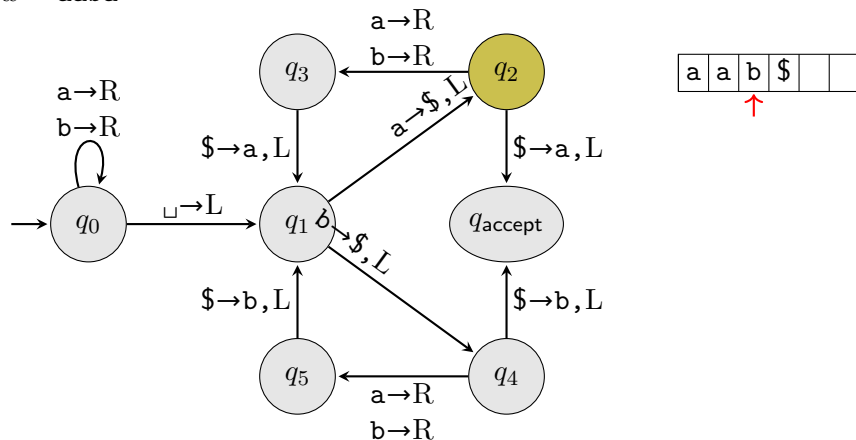 a→R
b→R
q3
q2
a a b $
a→R
b→R
$→a,L
a→$,L
$→a,L
q0
␣→L
q1
qaccept
b→$,L
$→b,L
$→b,L
q5
q4
a→R
b→R